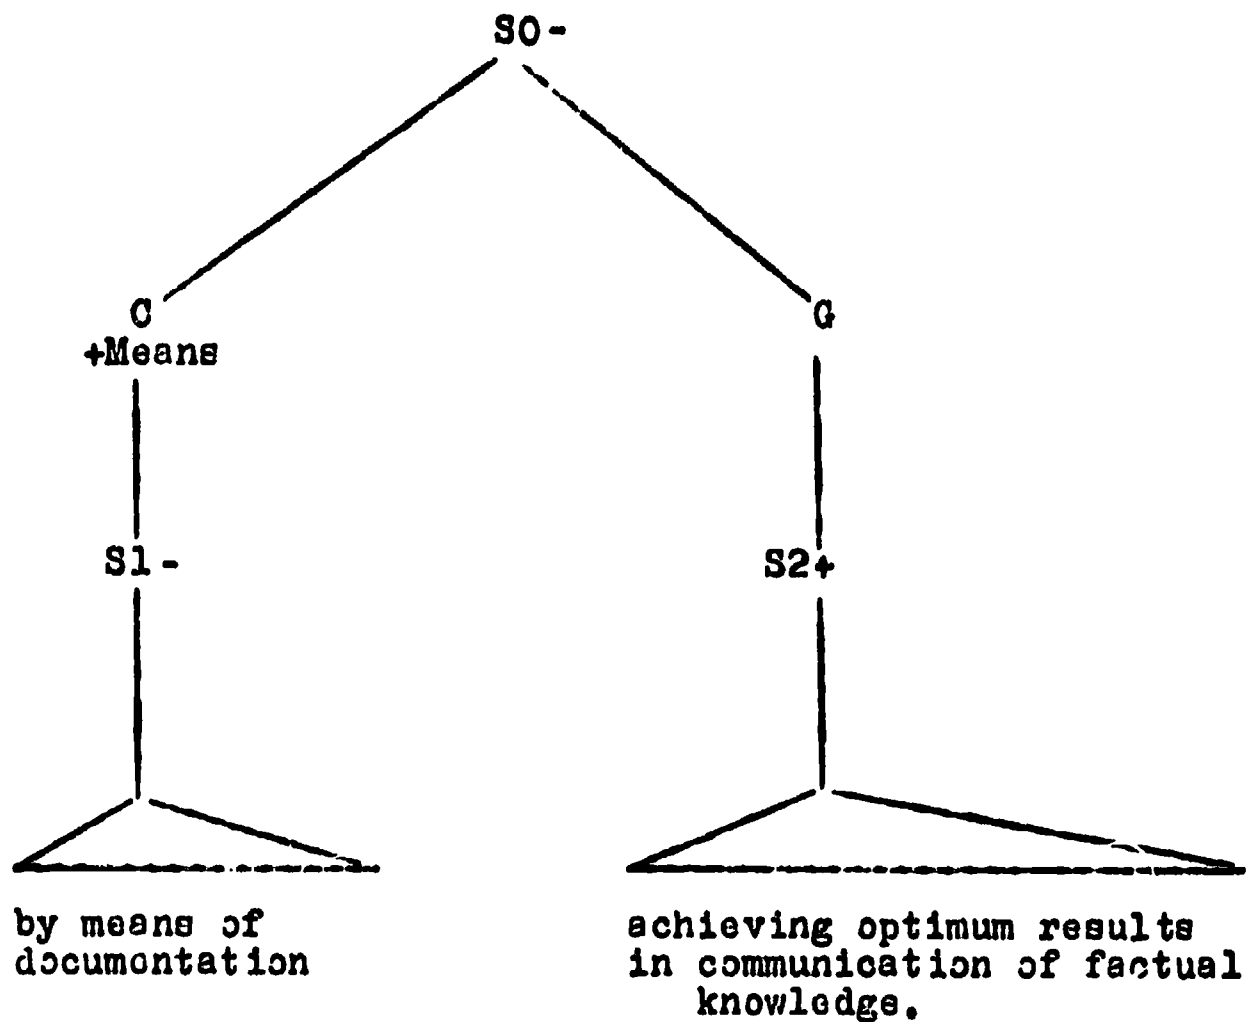 S0-
C G
+Means
S1- S2+
by means of
documentation
achieving optimum results
in communication of factual
knowledge.